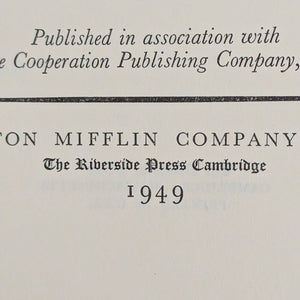 Published in association with
e Cooperation Publishing Company,
TON MIFFLIN COMPANY
The Riverside Press Cambridge
1949